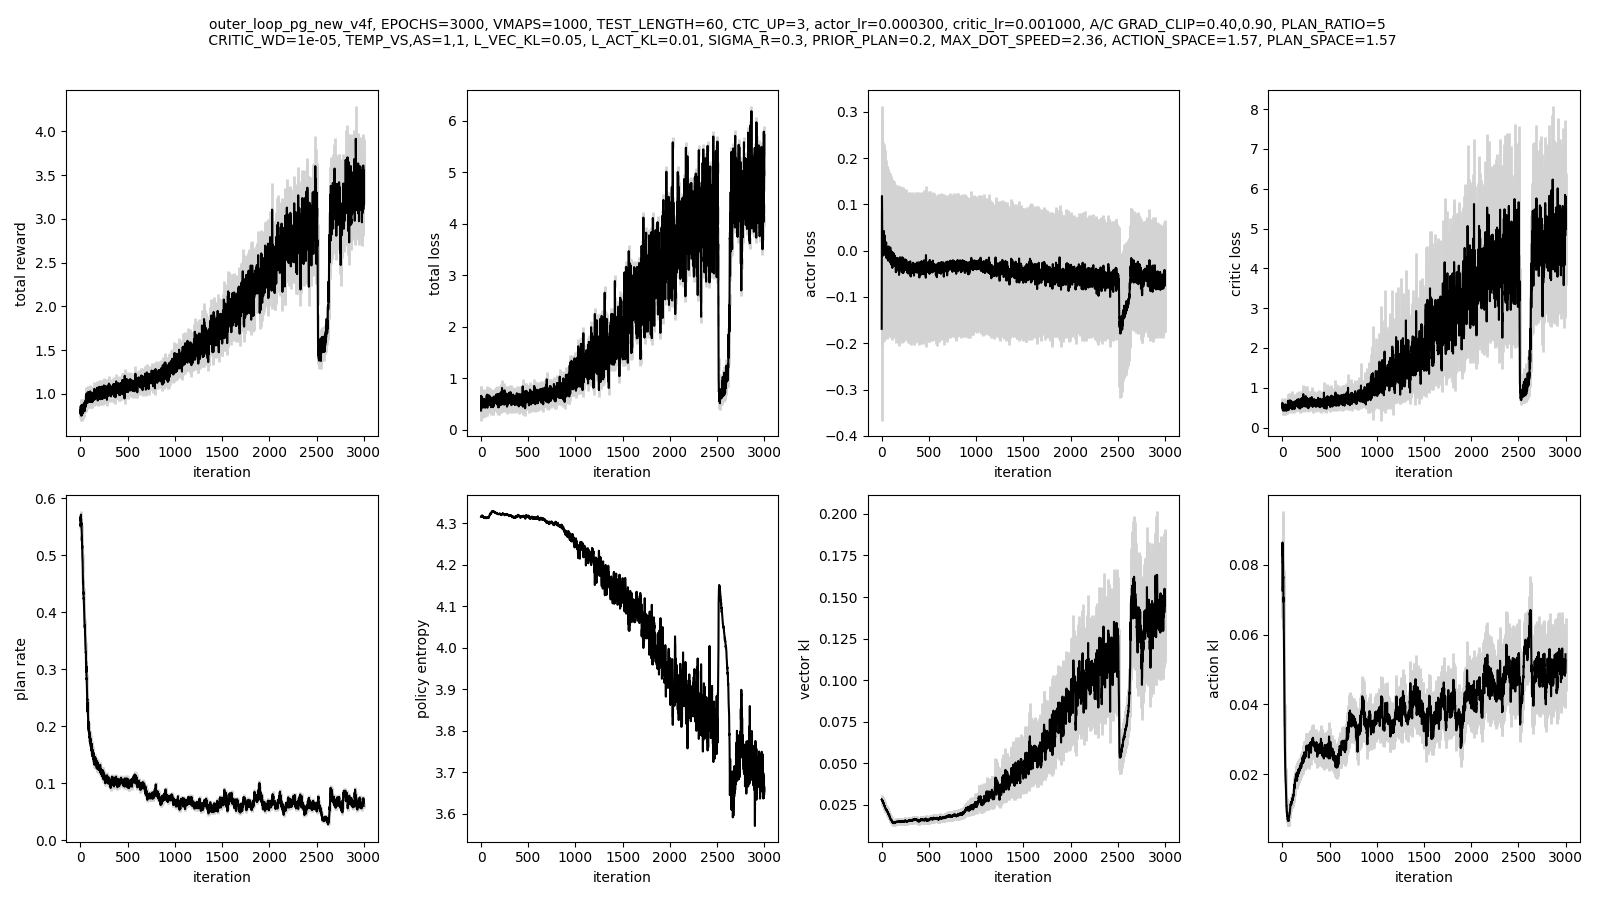 outer_loop_pg_new_v4f, EPOCHS=3000, VMAPS=1000, TEST_LENGTH=60, CTC_UP=3, actor_lr=0.000300, critic_lr=0.001000, A/C GRAD_CLIP=0.40,0.90, PLAN_RATIO=5
CRITIC_WD=1e-05, TEMP_VS,AS=1,1, L_VEC_KL=0.05, L_ACT_KL=0.01, SIGMA_R=0.3, PRIOR_PLAN=0.2, MAX_DOT_SPEED=2.36, ACTION_SPACE=1.57, PLAN_SPACE=1.57
total reward
4.0
3.5
3.0
2.5
2.0
1.5
1.0
0 500 1000 1500 2000 2500 3000
iteration
total loss
6
5
4
3
2
1
0
0 500 1000 1500 2000 2500 3000
iteration
actor loss
0.3
0.2
0.1
0.0
−0.1
−0.2
−0.3
−0.4
0 500 1000 1500 2000 2500 3000
iteration
critic loss
8
7
6
5
4
3
2
1
0
0 500 1000 1500 2000 2500 3000
iteration
plan rate
0.6
0.5
0.4
0.3
0.2
0.1
0.0
0 500 1000 1500 2000 2500 3000
iteration
policy entropy
4.3
4.2
4.1
4.0
3.9
3.8
3.7
3.6
0 500 1000 1500 2000 2500 3000
iteration
vector kl
0.200
0.175
0.150
0.125
0.100
0.075
0.050
0.025
0 500 1000 1500 2000 2500 3000
iteration
action kl
0.08
0.06
0.04
0.02
0 500 1000 1500 2000 2500 3000
iteration